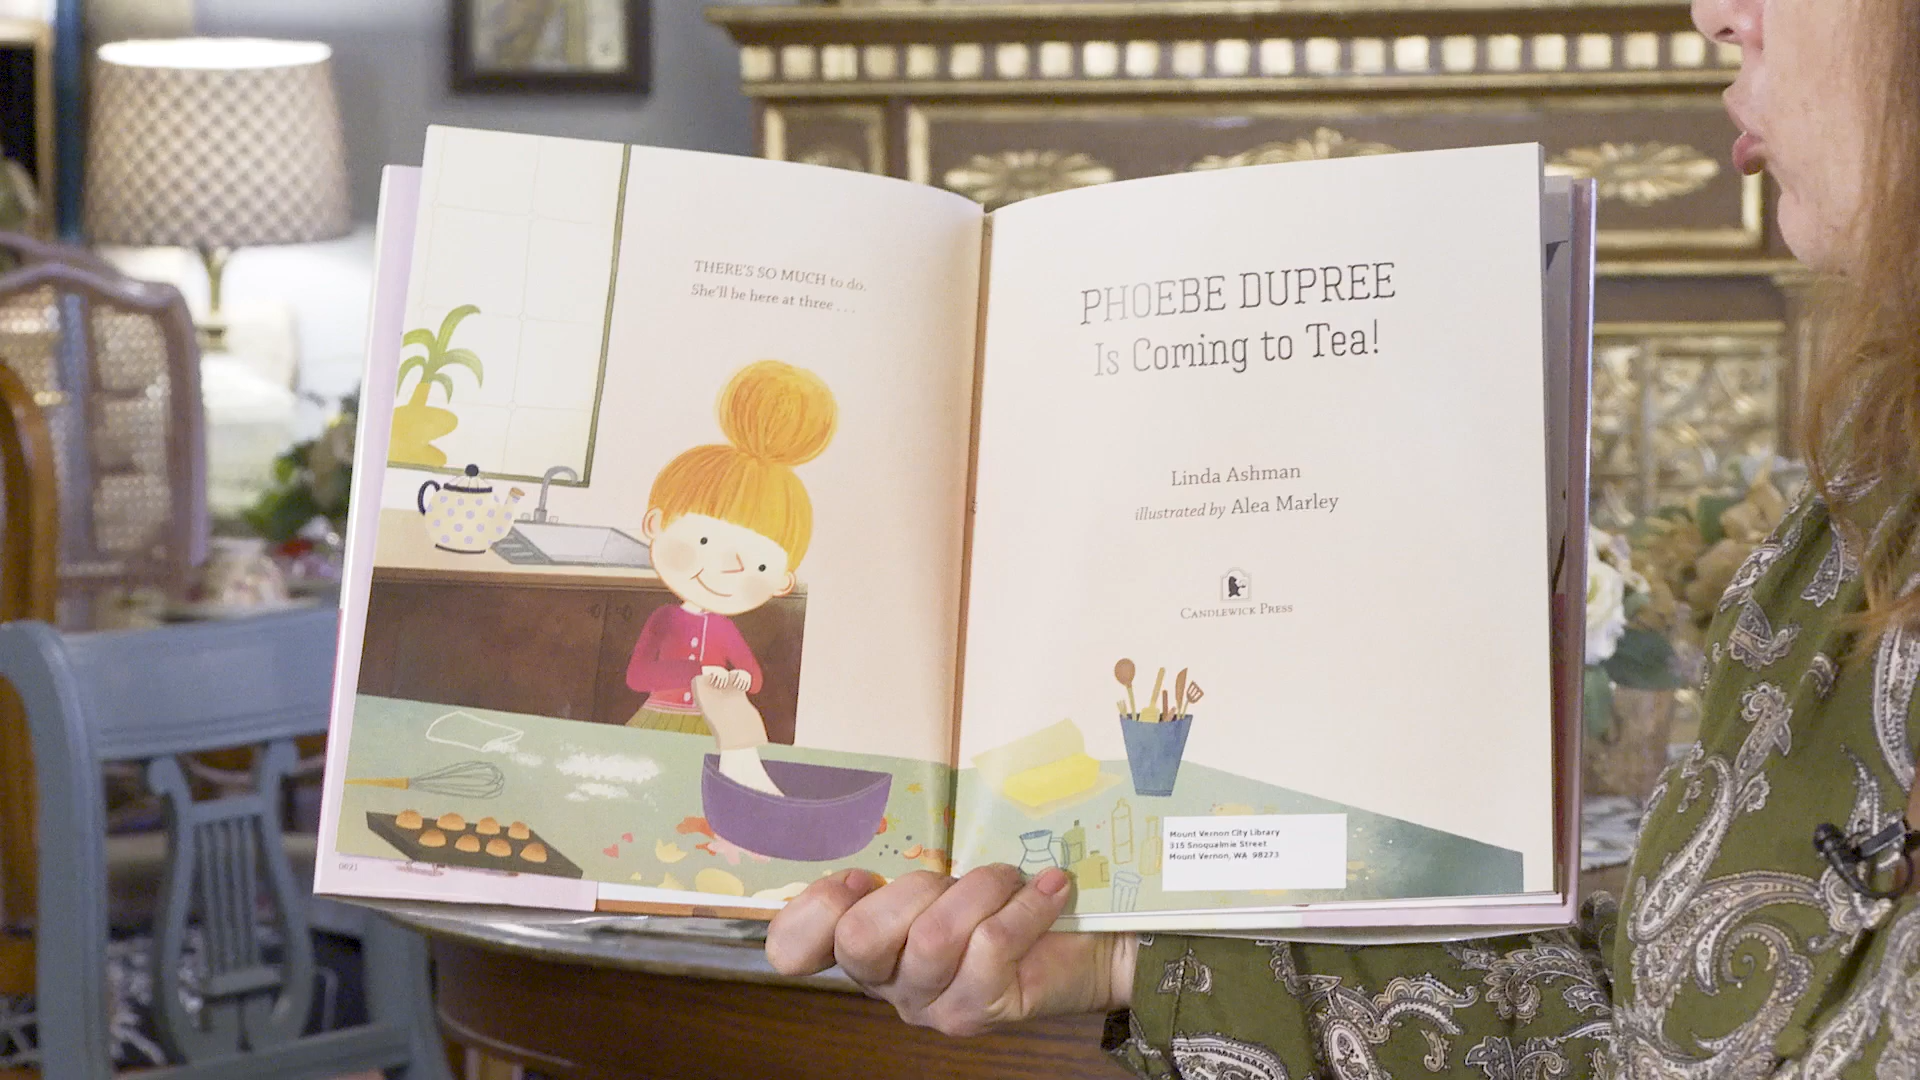 THERE'S SO MUCH to do.
She'll be here at three . . .
PHOEBE DUPREE
Is Coming to Tea!
Linda Ashman
illustrated by Alea Marley
CANDLEWICK PRESS
Mount Vernon City Library
315 Snoqualmie Street
Mount Vernon, WA 98273